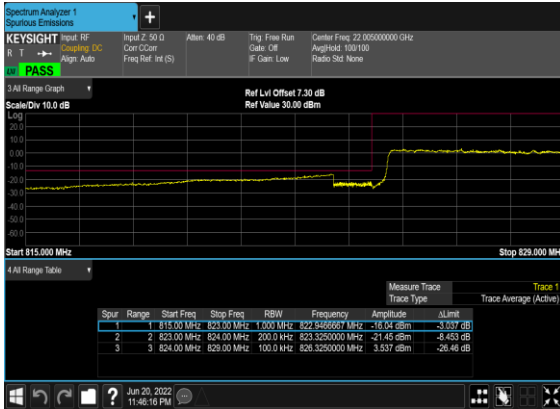 Spectrum Analyzer 1
Spurious Emissions
KEYSIGHT Input: RF Input Z: 50 Ω Atten: 40 dB Trig: Free Run Center Freq: 22.005000000 GHz
R T Coupling: DC Corr CCorr Gate: Off Avg|Hold: 100/100
Align: Auto Freq Ref: Int (S) IF Gain: Low Radio Std: None
PASS
3 All Range Graph
Ref Lvl Offset 7.30 dB
Scale/Div 10.0 dB Ref Value 30.00 dBm
Log
20.0
10.0
0.00
-10.0
-20.0
-30.0
-40.0
-50.0
-60.0
Start 815.000 MHz Stop 829.000 MH
4 All Range Table
Measure Trace Trace 1
Trace Type Trace Average (Active)
Spur Range Start Freq Stop Freq RBW Frequency Amplitude ΔLimit
1 1 815.00 MHz 823.00 MHz 1.000 MHz 822.9466667 MHz -16.04 dBm -3.037 dB
2 2 823.00 MHz 824.00 MHz 200.0 kHz 823.3250000 MHz -21.45 dBm -8.453 dB
3 3 824.00 MHz 829.00 MHz 100.0 kHz 826.3250000 MHz 3.537 dBm -26.46 dB
? Jun 20, 2022
11:46:16 PM